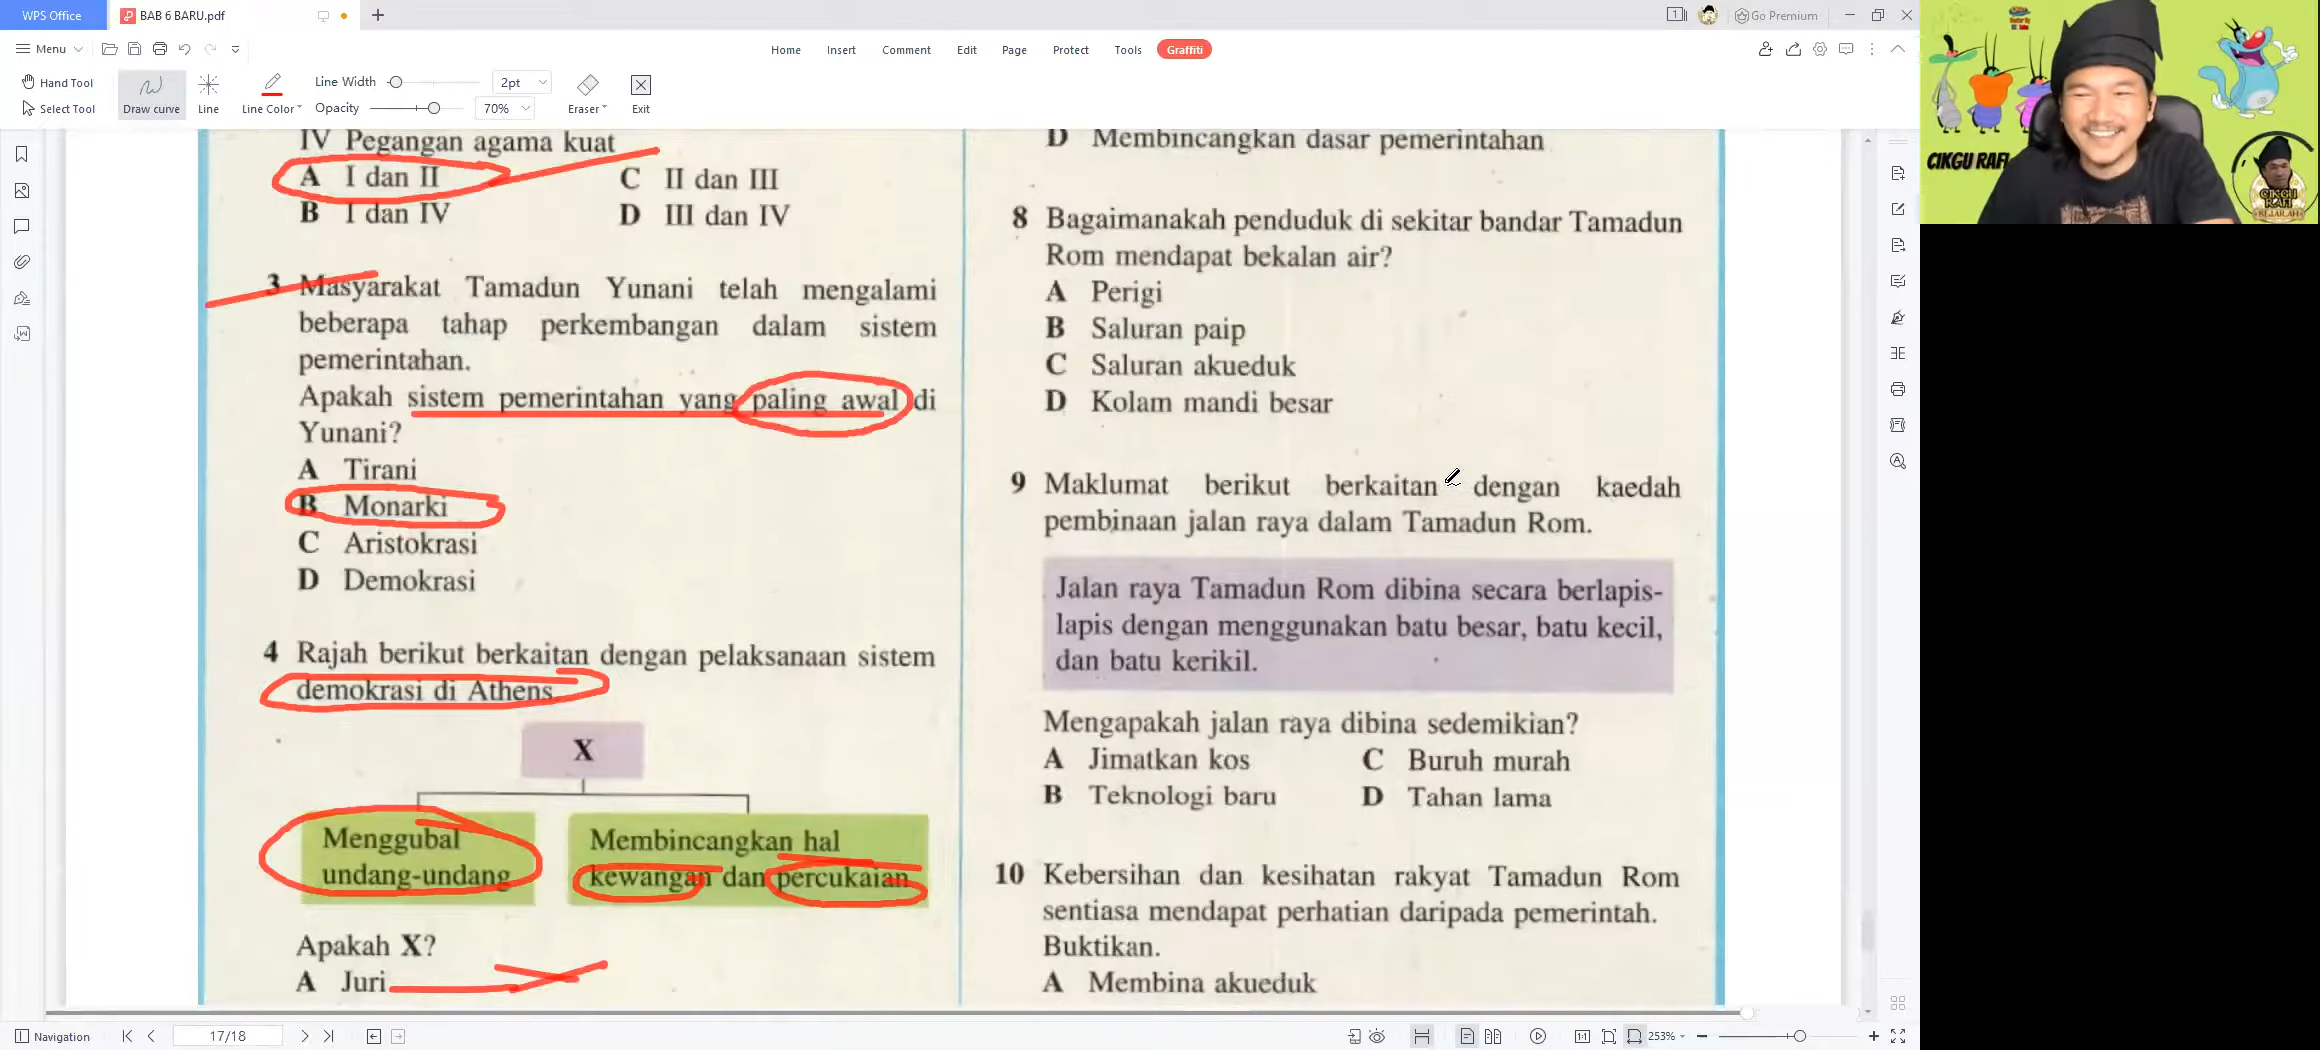 WPS Office
BAB 6 BARU.pdf
Go Premium
Menu
Home Insert Comment Edit Page Protect Tools Graffiti
Hand Tool
Select Tool
Draw curve
Line
Line Color
Line Width 2pt
Opacity 70%
Eraser
Exit
IV Pegangan agama kuat
A I dan II
C II dan III
B I dan IV
D III dan IV
3 Masyarakat Tamadun Yunani telah mengalami
beberapa tahap perkembangan dalam sistem
pemerintahan.
Apakah sistem pemerintahan yang paling awal di
Yunani?
A Tirani
B Monarki
C Aristokrasi
D Demokrasi
4 Rajah berikut berkaitan dengan pelaksanaan sistem
demokrasi di Athens.
X
Menggubal
undang-undang
Membincangkan hal
kewangan dan percukaian
Apakah X?
A Juri
D Membincangkan dasar pemerintahan
8 Bagaimanakah penduduk di sekitar bandar Tamadun
Rom mendapat bekalan air?
A Perigi
B Saluran paip
C Saluran akueduk
D Kolam mandi besar
9 Maklumat berikut berkaitan dengan kaedah
pembinaan jalan raya dalam Tamadun Rom.
Jalan raya Tamadun Rom dibina secara berlapis-
lapis dengan menggunakan batu besar, batu kecil,
dan batu kerikil.
Mengapakah jalan raya dibina sedemikian?
A Jimatkan kos
C Buruh murah
B Teknologi baru
D Tahan lama
10 Kebersihan dan kesihatan rakyat Tamadun Rom
sentiasa mendapat perhatian daripada pemerintah.
Buktikan.
A Membina akueduk
CIKGU RAFI
CIKGU
RAFI
SEJARAH
Navigation
17/18
253%